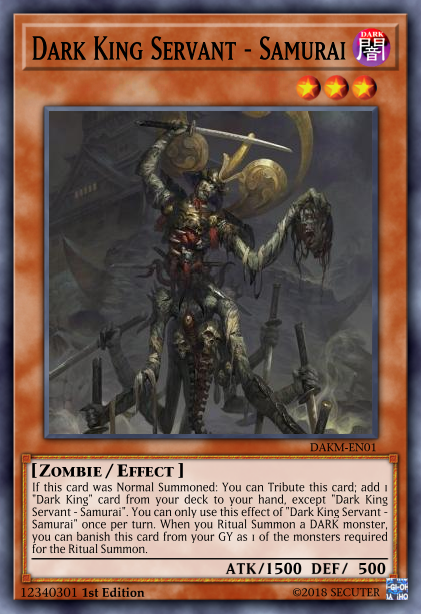 Dark King Servant - Samurai
DARK
闇
DAKM-EN01
[Zombie / Effect]
If this card was Normal Summoned: You can Tribute this card; add 1
"Dark King" card from your deck to your hand, except "Dark King
Servant - Samurai". You can only use this effect of "Dark King Servant -
Samurai" once per turn. When you Ritual Summon a DARK monster,
you can banish this card from your GY as 1 of the monsters required
for the Ritual Summon.
ATK/1500 DEF/ 500
12340301 1st Edition
©2018 SECUTER